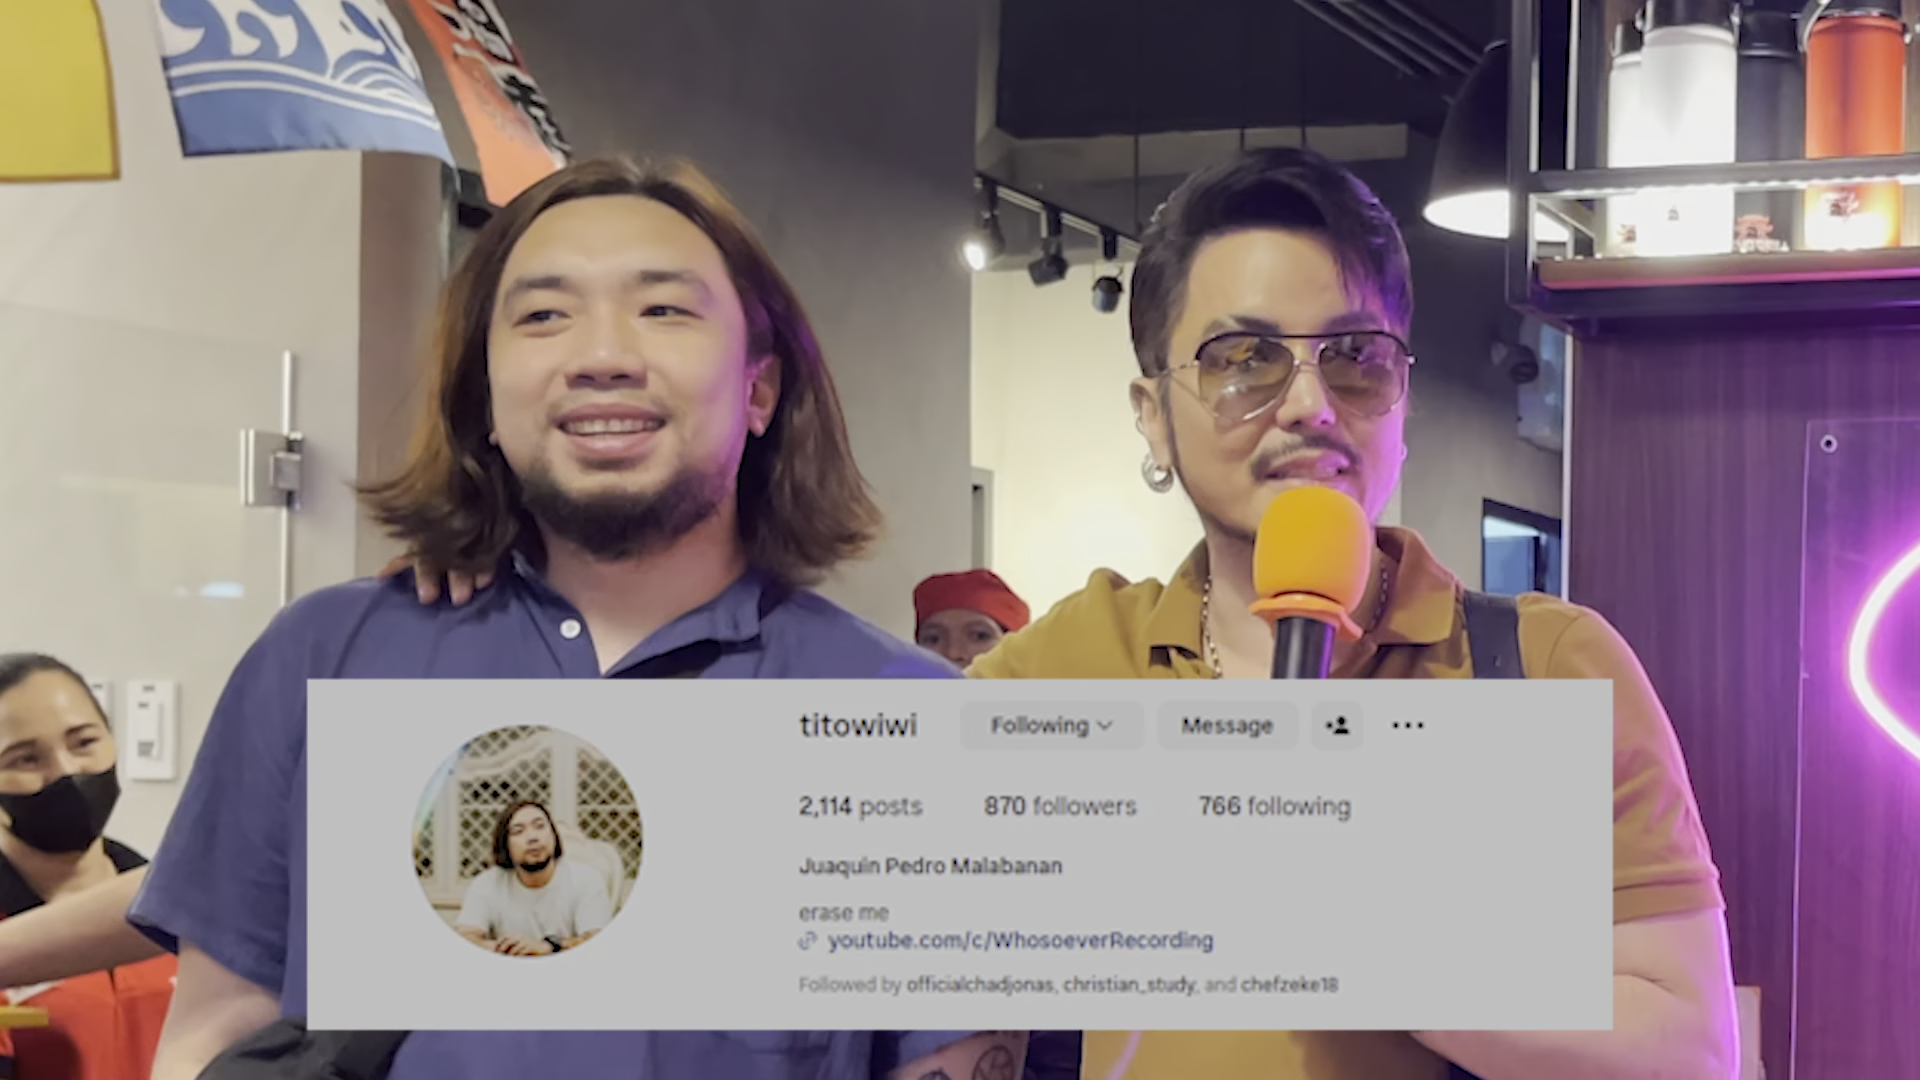 titowiwi Following Message
2,114 posts 870 followers 766 following
Juaquin Pedro Malabanan
erase me
youtube.com/c/WhosoeverRecording
Followed by officialchadjonas, christian_study, and chefzeke18